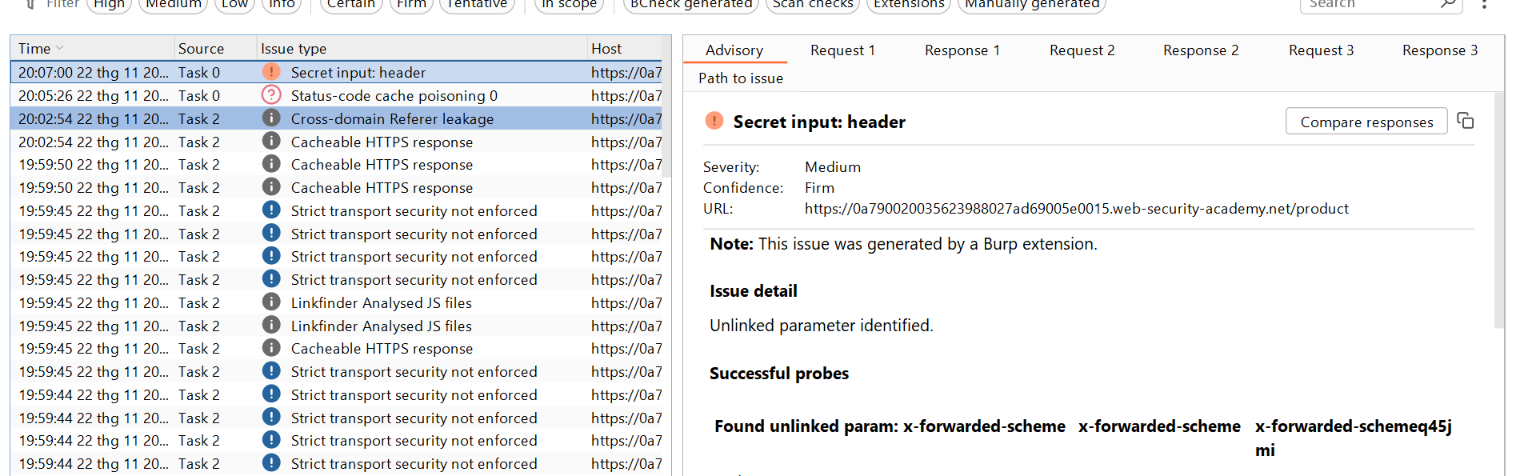 Filter High Medium Low Info Certain Firm Tentative In scope BCheck generated Scan checks Extensions Manually generated Search
Time Source Issue type Host
20:07:00 22 thg 11 20... Task 0 Secret input: header https://0a7
20:05:26 22 thg 11 20... Task 0 Status-code cache poisoning 0 https://0a7
20:02:54 22 thg 11 20... Task 2 Cross-domain Referer leakage https://0a7
20:02:54 22 thg 11 20... Task 2 Cacheable HTTPS response https://0a7
19:59:50 22 thg 11 20... Task 2 Cacheable HTTPS response https://0a7
19:59:50 22 thg 11 20... Task 2 Cacheable HTTPS response https://0a7
19:59:45 22 thg 11 20... Task 2 Strict transport security not enforced https://0a7
19:59:45 22 thg 11 20... Task 2 Strict transport security not enforced https://0a7
19:59:45 22 thg 11 20... Task 2 Strict transport security not enforced https://0a7
19:59:45 22 thg 11 20... Task 2 Strict transport security not enforced https://0a7
19:59:45 22 thg 11 20... Task 2 Linkfinder Analysed JS files https://0a7
19:59:45 22 thg 11 20... Task 2 Linkfinder Analysed JS files https://0a7
19:59:45 22 thg 11 20... Task 2 Cacheable HTTPS response https://0a7
19:59:45 22 thg 11 20... Task 2 Strict transport security not enforced https://0a7
19:59:44 22 thg 11 20... Task 2 Strict transport security not enforced https://0a7
19:59:44 22 thg 11 20... Task 2 Strict transport security not enforced https://0a7
19:59:44 22 thg 11 20... Task 2 Strict transport security not enforced https://0a7
19:59:44 22 thg 11 20... Task 2 Strict transport security not enforced https://0a7
Advisory Request 1 Response 1 Request 2 Response 2 Request 3 Response 3
Path to issue
Secret input: header Compare responses
Severity: Medium
Confidence: Firm
URL: https://0a790020035623988027ad69005e0015.web-security-academy.net/product
Note: This issue was generated by a Burp extension.
Issue detail
Unlinked parameter identified.
Successful probes
Found unlinked param: x-forwarded-scheme x-forwarded-scheme x-forwarded-schemeq45j
mi